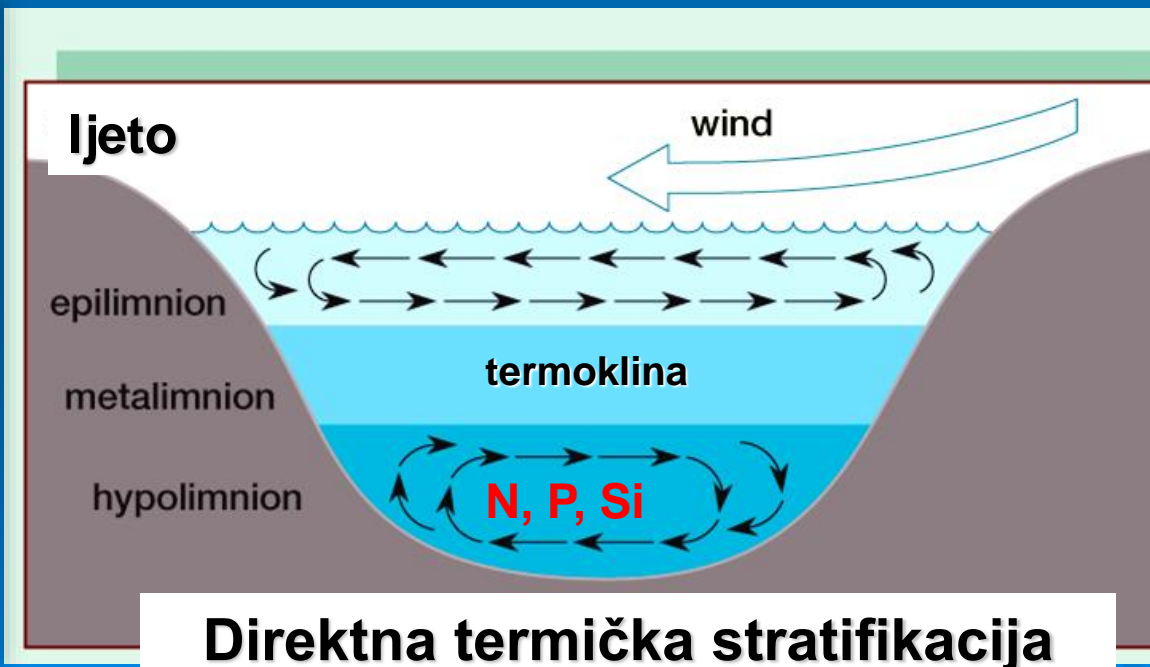 ljeto
wind
epilimnion
termoklina
metalimnion
hypolimnion
N, P, Si
Direktna termička stratifikacija